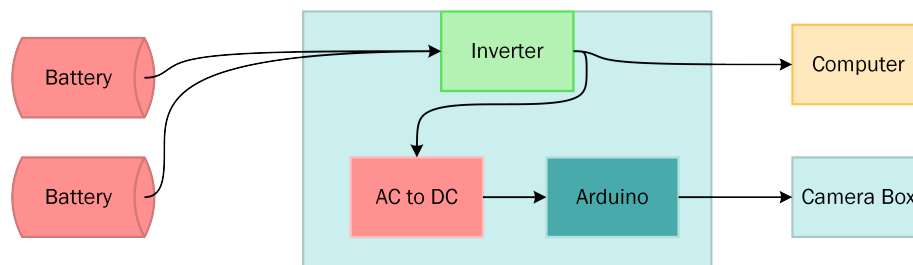 Inverter
Battery
Computer
Battery
AC to DC
Arduino
Camera Box